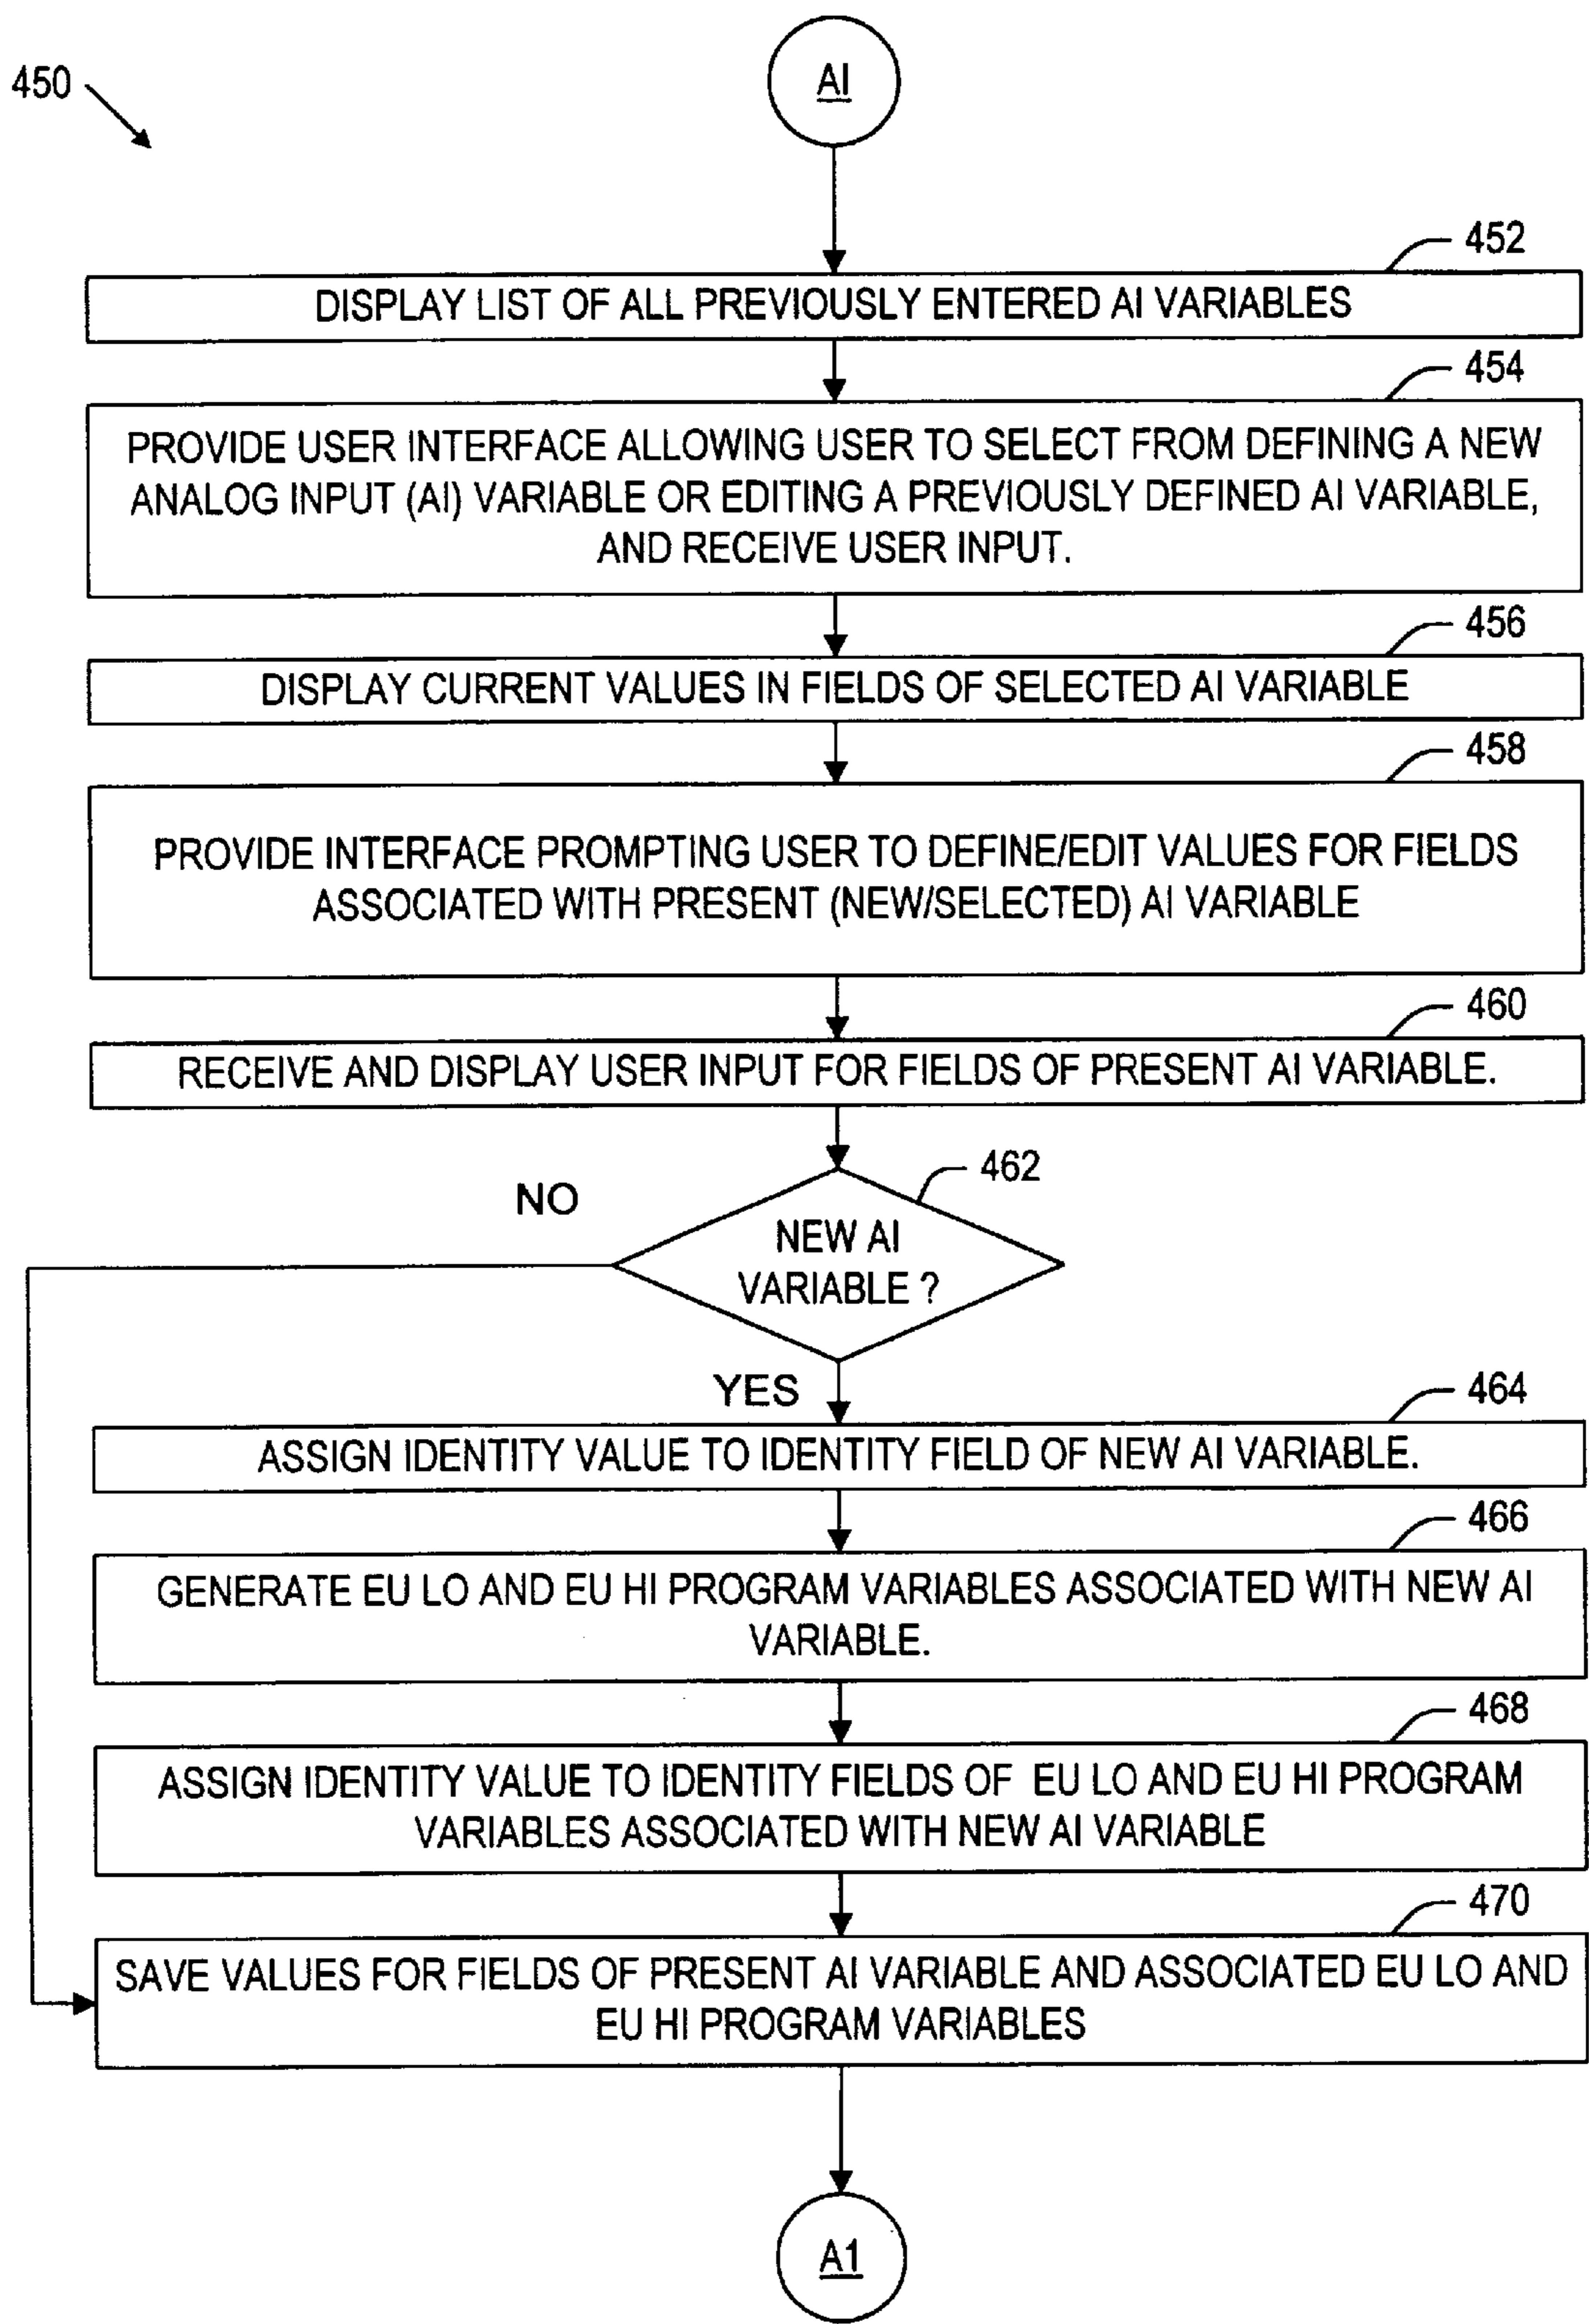 AI
450
452
DISPLAY LIST OF ALL PREVIOUSLY ENTERED AI VARIABLES
454
PROVIDE USER INTERFACE ALLOWING USER TO SELECT FROM DEFINING A NEW
ANALOG INPUT (AI) VARIABLE OR EDITING A PREVIOUSLY DEFINED AI VARIABLE,
AND RECEIVE USER INPUT.
456
DISPLAY CURRENT VALUES IN FIELDS OF SELECTED AI VARIABLE
458
PROVIDE INTERFACE PROMPTING USER TO DEFINE/EDIT VALUES FOR FIELDS
ASSOCIATED WITH PRESENT (NEW/SELECTED) AI VARIABLE
460
RECEIVE AND DISPLAY USER INPUT FOR FIELDS OF PRESENT AI VARIABLE.
462
NO
NEW AI
VARIABLE ?
YES
464
ASSIGN IDENTITY VALUE TO IDENTITY FIELD OF NEW AI VARIABLE.
466
GENERATE EU LO AND EU HI PROGRAM VARIABLES ASSOCIATED WITH NEW AI
VARIABLE.
468
ASSIGN IDENTITY VALUE TO IDENTITY FIELDS OF EU LO AND EU HI PROGRAM
VARIABLES ASSOCIATED WITH NEW AI VARIABLE
470
SAVE VALUES FOR FIELDS OF PRESENT AI VARIABLE AND ASSOCIATED EU LO AND
EU HI PROGRAM VARIABLES
A1